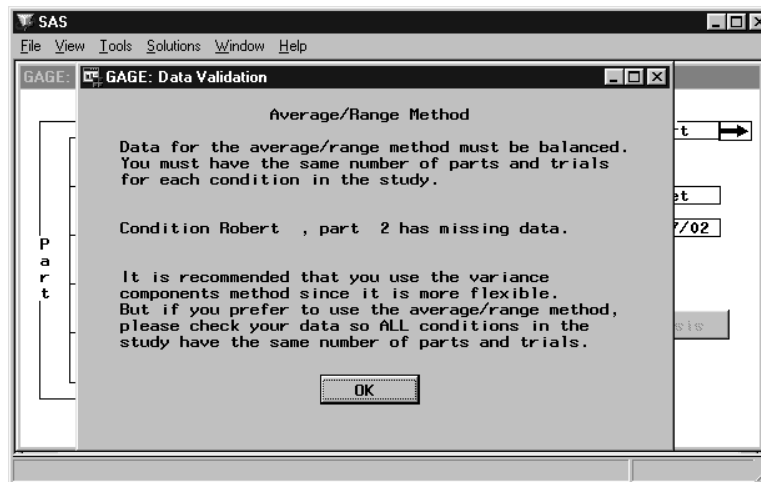 SAS
File View Tools Solutions Window Help
GAGE:
GAGE: Data Validation
Average/Range Method
Data for the average/range method must be balanced.
You must have the same number of parts and trials
for each condition in the study.
Condition Robert , part 2 has missing data.
It is recommended that you use the variance
components method since it is more flexible.
But if you prefer to use the average/range method,
please check your data so ALL conditions in the
study have the same number of parts and trials.
OK
Part
t
et
7/02
sis